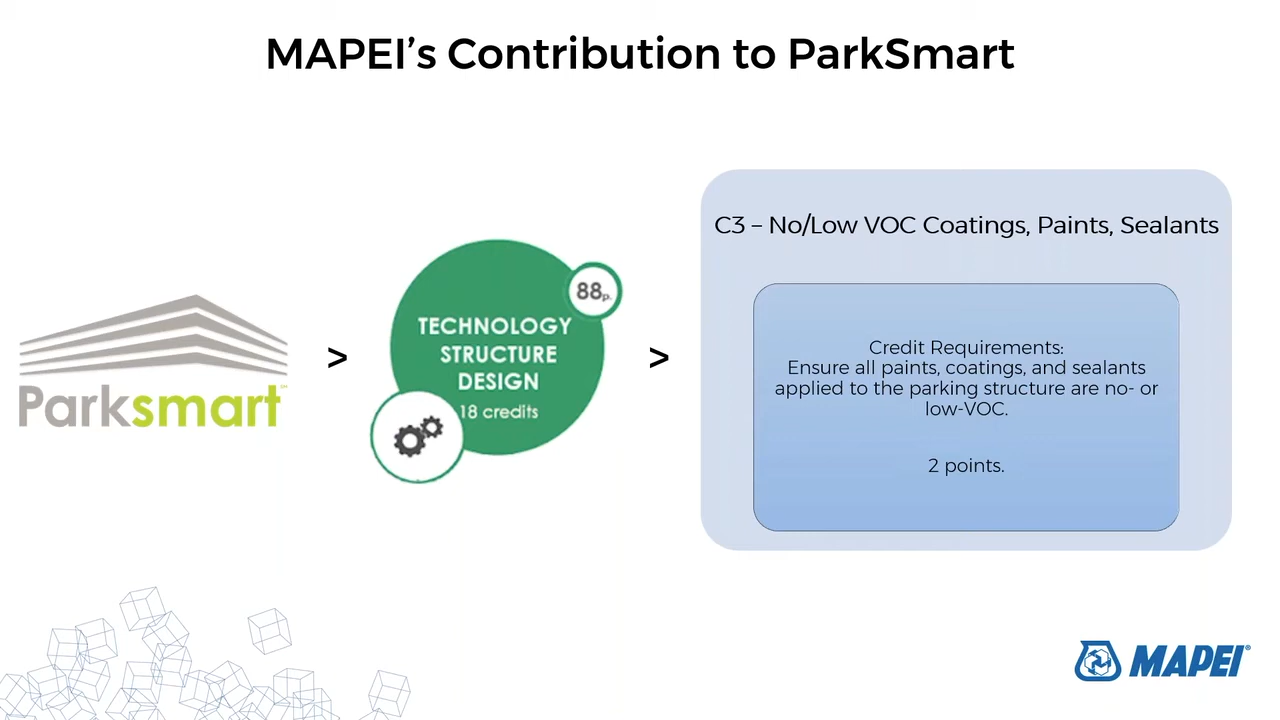 MAPEI’s Contribution to ParkSmart
Parksmart
>
88p.
TECHNOLOGY
STRUCTURE
DESIGN
18 credits
>
C3 – No/Low VOC Coatings, Paints, Sealants
Credit Requirements:
Ensure all paints, coatings, and sealants
applied to the parking structure are no- or
low-VOC.
2 points.
MAPEI®